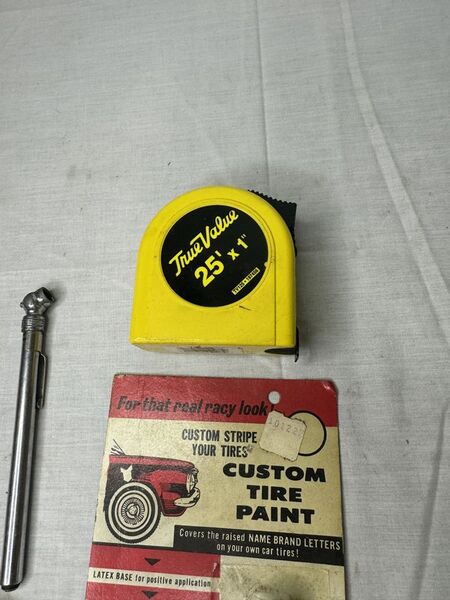 True Value
25' x 1"
For that real racy look!
CUSTOM STRIPE
YOUR TIRES
CUSTOM
TIRE
PAINT
Covers the raised NAME BRAND LETTERS
on your own car tires!
LATEX BASE for positive application